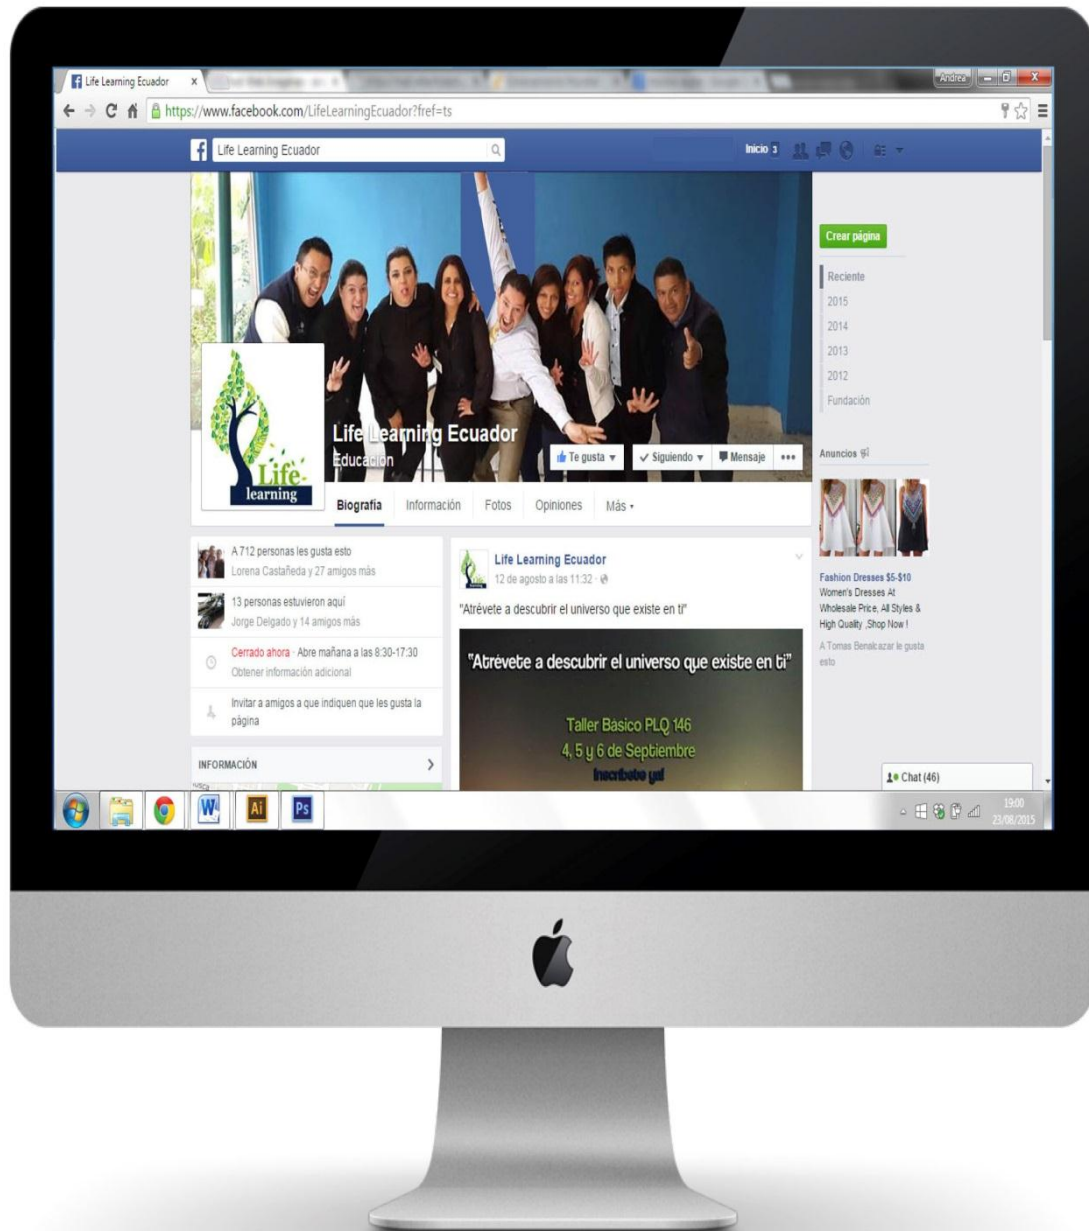 Life Learning Ecuador
Andrea
https://www.facebook.com/LifeLearningEcuador?fref=ts
Life Learning Ecuador
Inicio 3
Crear página
Reciente
2015
2014
2013
2012
Fundación
Life learning
Life Learning Ecuador
Educación
Te gusta
Siguiendo
Mensaje
Biografía Información Fotos Opiniones Más
Anuncios
Fashion Dresses $5-$10
Women's Dresses At
Wholesale Price, All Styles &
High Quality ,Shop Now !
A Tomas Benalcazar le gusta
esto
A 712 personas les gusta esto
Lorena Castañeda y 27 amigos más
13 personas estuvieron aquí
Jorge Delgado y 14 amigos más
Cerrado ahora · Abre mañana a las 8:30-17:30
Obtener información adicional
Invitar a amigos a que indiquen que les gusta la
página
INFORMACIÓN
Life Learning Ecuador
12 de agosto a las 11:32
"Atrévete a descubrir el universo que existe en ti"
"Atrévete a descubrir el universo que existe en ti"
Taller Básico PLQ 146
4, 5 y 6 de Septiembre
Inscríbete ya!
Chat (46)
W
Ai
Ps
19:00
23/08/2015